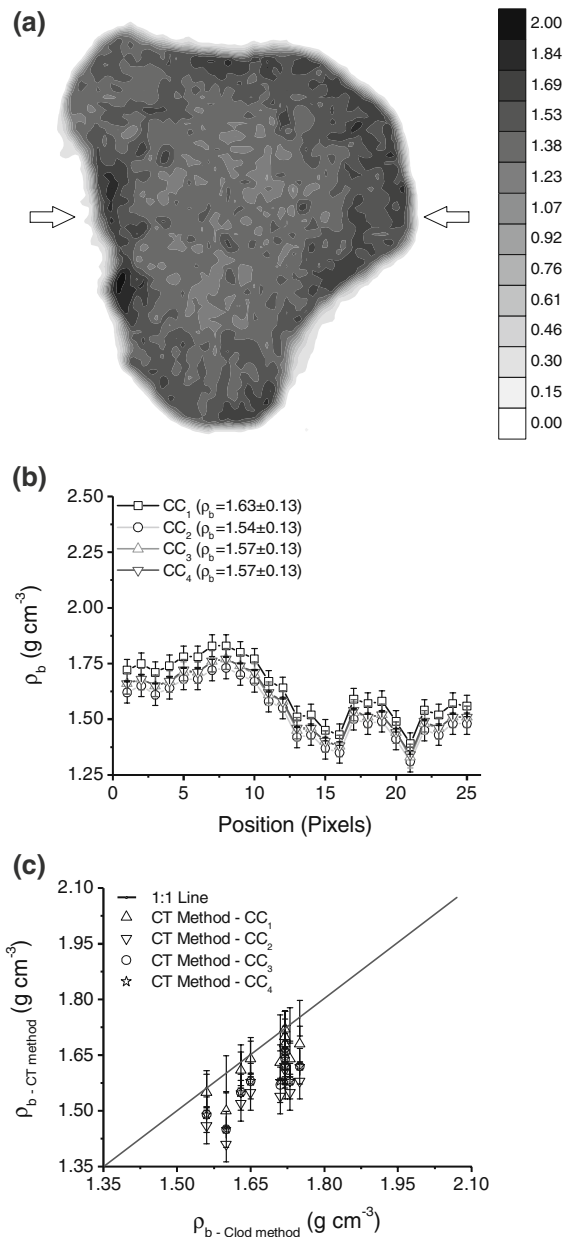 (a)
2.00
1.84
1.69
1.53
1.38
1.23
1.07
0.92
0.76
0.61
0.46
0.30
0.15
0.00
(b)
2.50
2.25
2.00
1.75
1.50
1.25
ρb (g cm-3)
CC1 (ρb=1.63±0.13)
CC2 (ρb=1.54±0.13)
CC3 (ρb=1.57±0.13)
CC4 (ρb=1.57±0.13)
0 5 10 15 20 25
Position (Pixels)
(c)
2.10
1.95
1.80
1.65
1.50
1.35
ρb - CT method (g cm-3)
1:1 Line
CT Method - CC1
CT Method - CC2
CT Method - CC3
CT Method - CC4
1.35 1.50 1.65 1.80 1.95 2.10
ρb - Clod method (g cm-3)